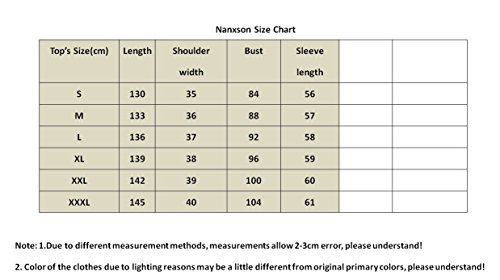 Nanxson Size Chart
Top's Size(cm) Length Shoulder width Bust Sleeve length
S 130 35 84 56
M 133 36 88 57
L 136 37 92 58
XL 139 38 96 59
XXL 142 39 100 60
XXXL 145 40 104 61
Note: 1.Due to different measurement methods, measurements allow 2-3cm error, please understand!
2. Color of the clothes due to lighting reasons may be a little different from original primary colors, please understand!